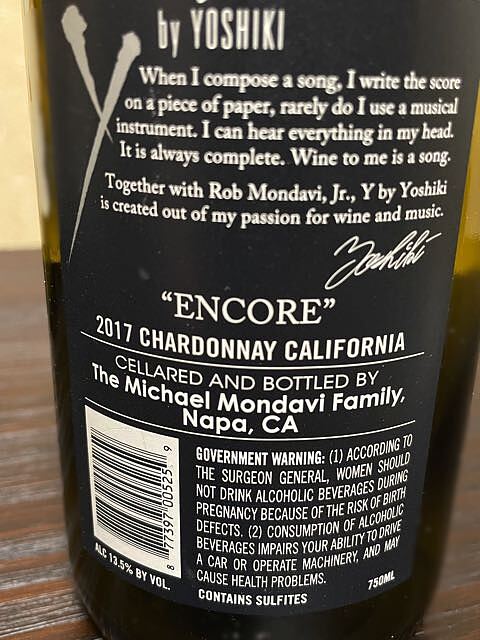 Y
by YOSHIKI
When I compose a song, I write the score
on a piece of paper, rarely do I use a musical
instrument. I can hear everything in my head.
It is always complete. Wine to me is a song.
Together with Rob Mondavi, Jr., Y by Yoshiki
is created out of my passion for wine and music.
Yoshiki
"ENCORE"
2017 CHARDONNAY CALIFORNIA
CELLARED AND BOTTLED BY
The Michael Mondavi Family,
Napa, CA
GOVERNMENT WARNING: (1) ACCORDING TO
THE SURGEON GENERAL, WOMEN SHOULD
NOT DRINK ALCOHOLIC BEVERAGES DURING
PREGNANCY BECAUSE OF THE RISK OF BIRTH
DEFECTS. (2) CONSUMPTION OF ALCOHOLIC
BEVERAGES IMPAIRS YOUR ABILITY TO DRIVE
A CAR OR OPERATE MACHINERY, AND MAY
CAUSE HEALTH PROBLEMS.
750ML
CONTAINS SULFITES
8 77397 00525 9
ALC 13.5% BY VOL.